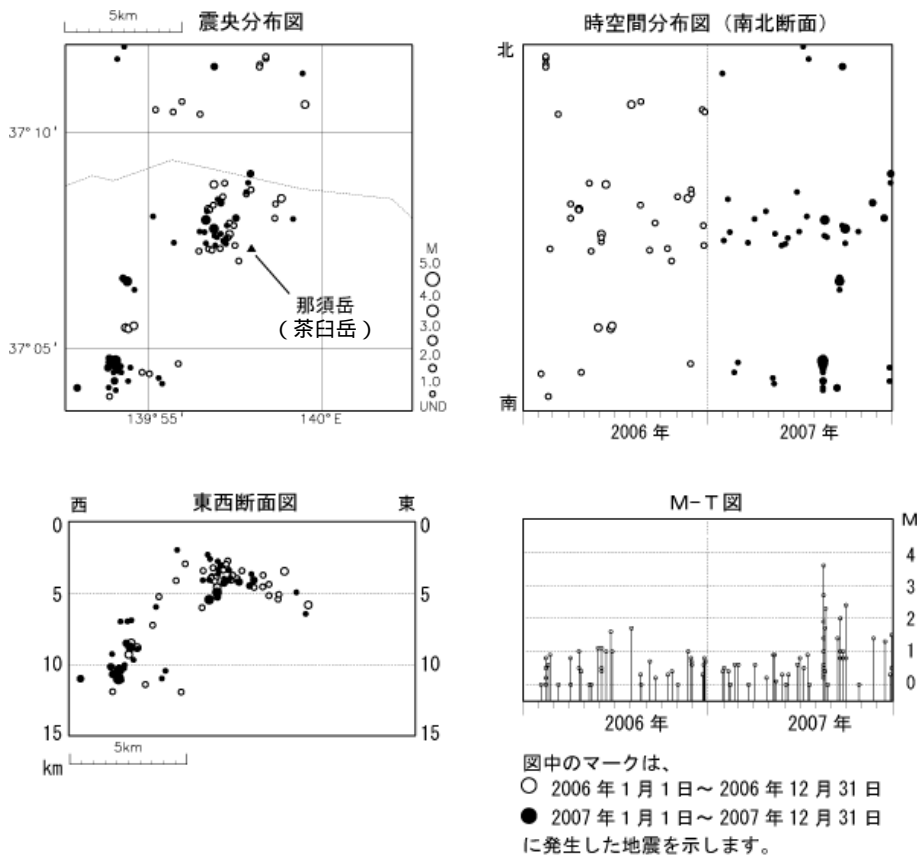 5km
震央分布図
37° 10'
37° 05'
139°55'
140°E
那須岳
(茶臼岳)
M
5.0
4.0
3.0
2.0
1.0
UND
時空間分布図 (南北断面)
北
南
2006 年
2007 年
東西断面図
西
東
0
5
10
15
0
5
10
15
km
5km
M-T図
M
4
3
2
1
0
2006 年
2007 年
図中のマークは、
○ 2006 年 1 月 1 日~ 2006 年 12 月 31 日
● 2007 年 1 月 1 日~ 2007 年 12 月 31 日
に発生した地震を示します。